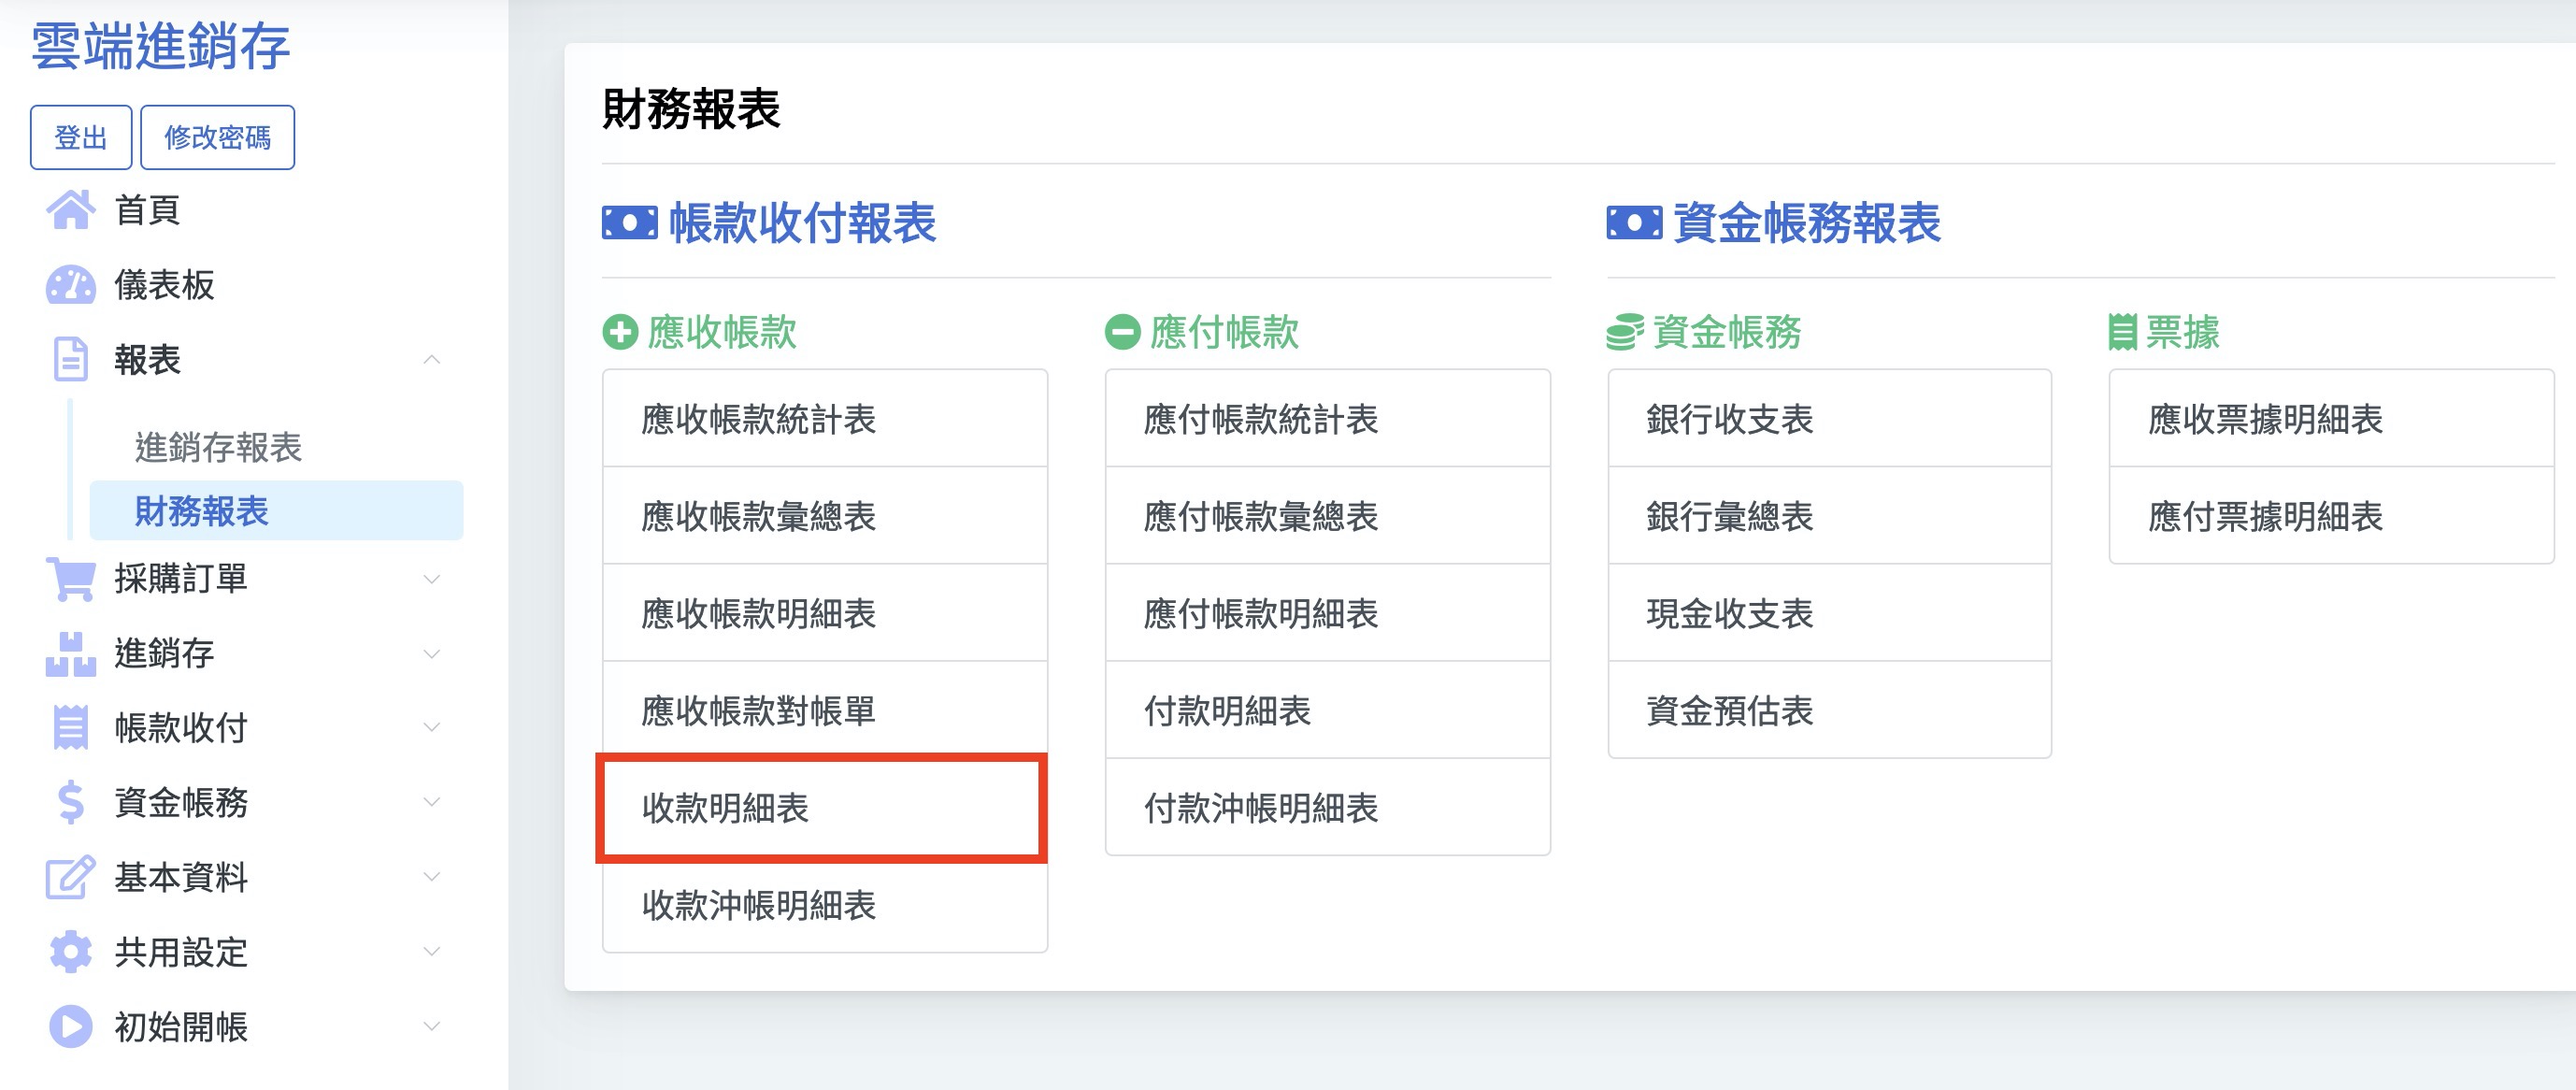 雲端進銷存
登出
修改密碼
首頁
儀表板
報表
進銷存報表
財務報表
採購訂單
進銷存
帳款收付
資金帳務
基本資料
共用設定
初始開帳
財務報表
帳款收付報表
應收帳款
應收帳款統計表
應收帳款彙總表
應收帳款明細表
應收帳款對帳單
收款明細表
收款沖帳明細表
應付帳款
應付帳款統計表
應付帳款彙總表
應付帳款明細表
付款明細表
付款沖帳明細表
資金帳務報表
資金帳務
銀行收支表
銀行彙總表
現金收支表
資金預估表
票據
應收票據明細表
應付票據明細表